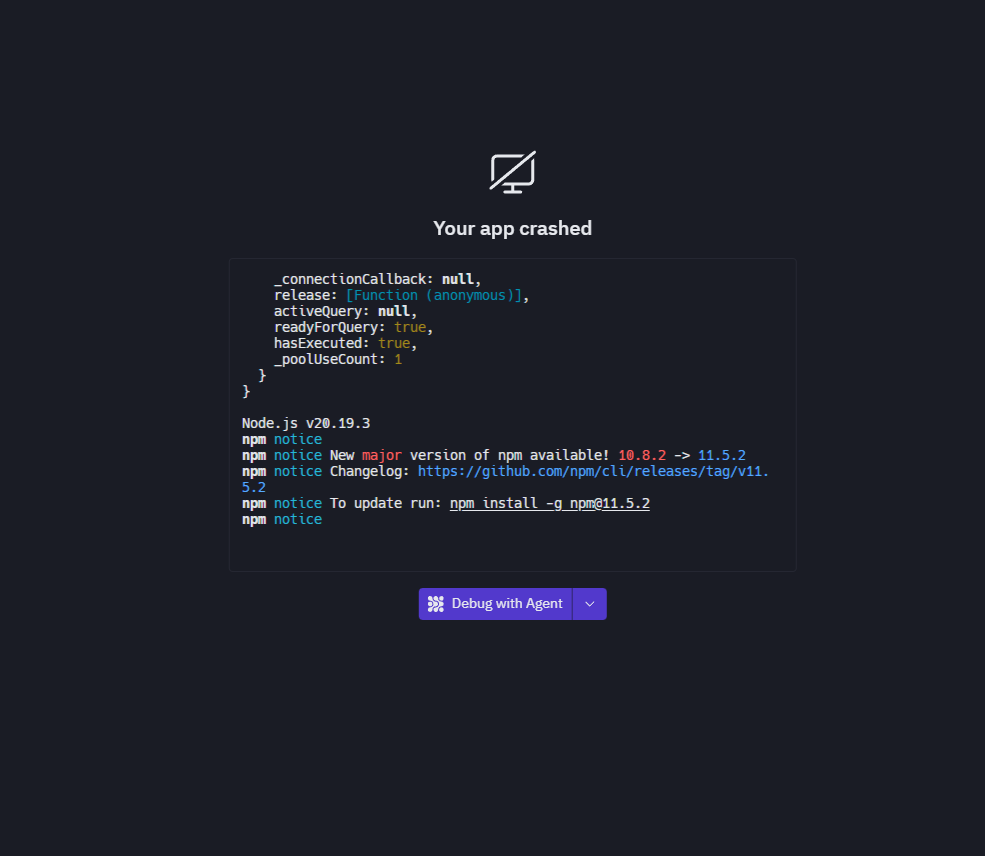 Your app crashed
_connectionCallback: null,
release: [Function (anonymous)],
activeQuery: null,
readyForQuery: true,
hasExecuted: true,
_poolUseCount: 1
}
}
Node.js v20.19.3
npm notice
npm notice New major version of npm available! 10.8.2 -> 11.5.2
npm notice Changelog: https://github.com/npm/cli/releases/tag/v11.
5.2
npm notice To update run: npm install -g npm@11.5.2
npm notice
Debug with Agent